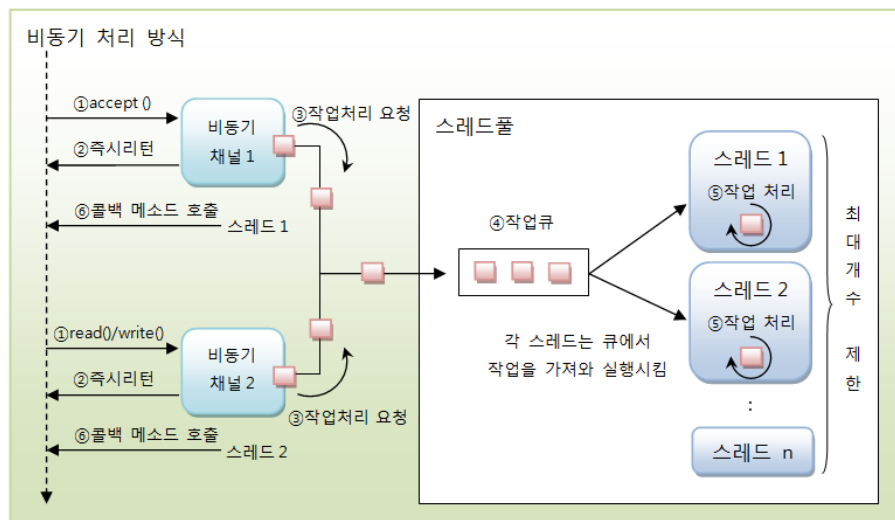 비동기 처리 방식
①accept()
비동기
채널1
②즉시리턴
③작업처리 요청
⑥콜백 메소드 호출
스레드1
①read()/write()
비동기
채널2
②즉시리턴
③작업처리 요청
⑥콜백 메소드 호출
스레드2
스레드풀
④작업큐
각 스레드는 큐에서
작업을 가져와 실행시킴
스레드1
⑤작업 처리
스레드2
⑤작업 처리
:
스레드 n
최
대
개
수
제
한